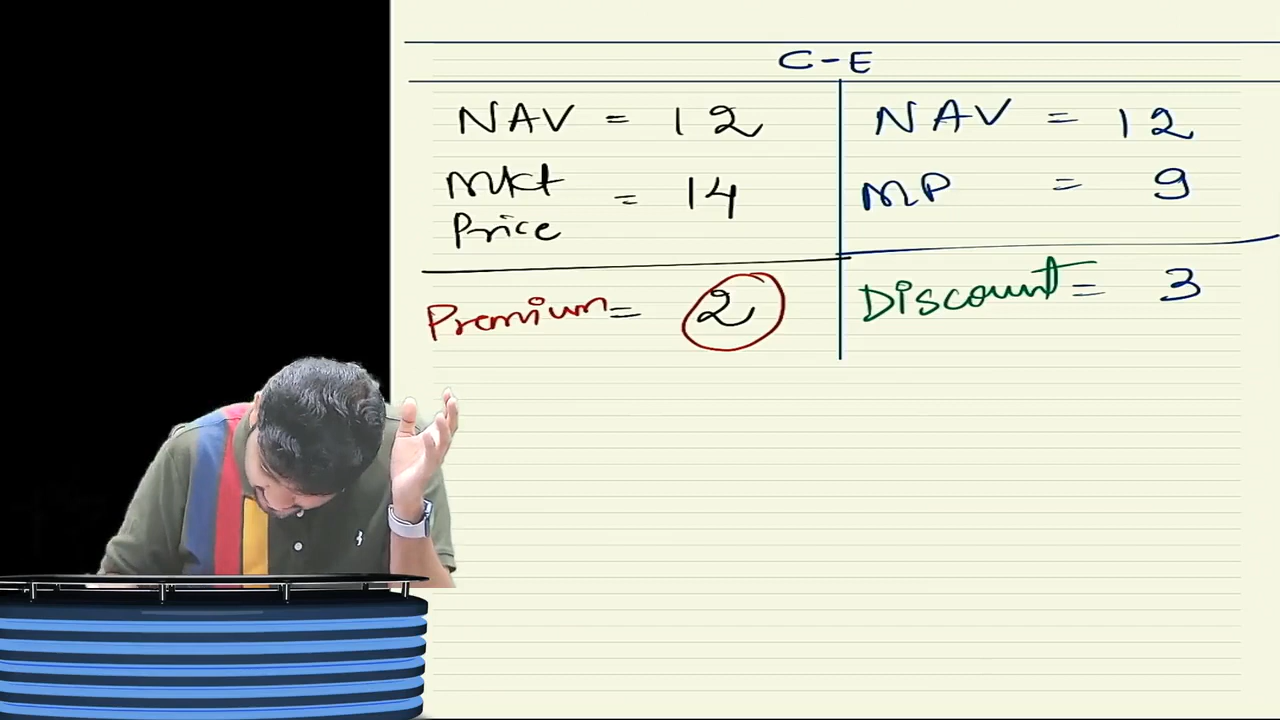 C-E
NAV = 12
Mkt Price = 14
Premium = 2
NAV = 12
MP = 9
Discount = 3